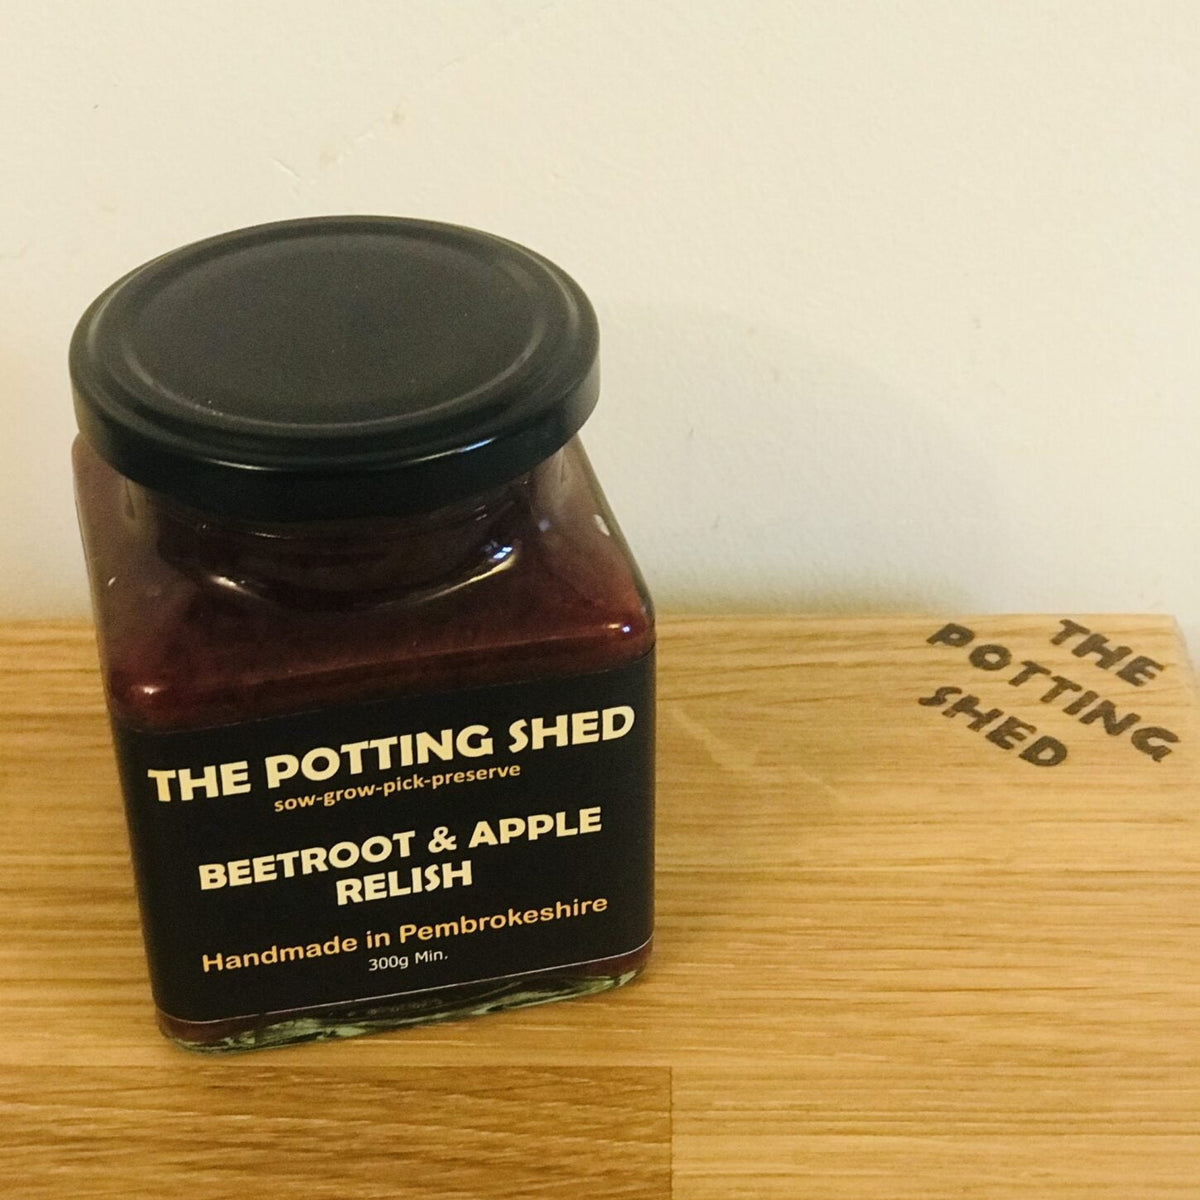 THE POTTING SHED
sow-grow-pick-preserve
BEETROOT & APPLE
RELISH
Handmade in Pembrokeshire
300g Min.
THE
POTTING
SHED